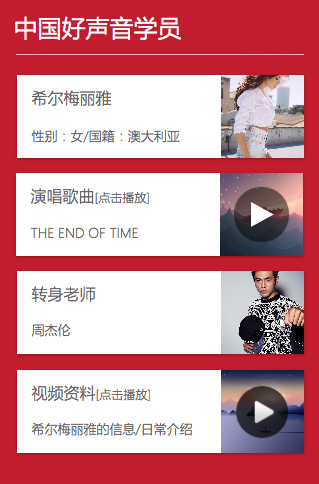 中国好声音学员
希尔梅丽雅
性别：女/国籍：澳大利亚
演唱歌曲[点击播放]
THE END OF TIME
转身老师
周杰伦
视频资料[点击播放]
希尔梅丽雅的信息/日常介绍